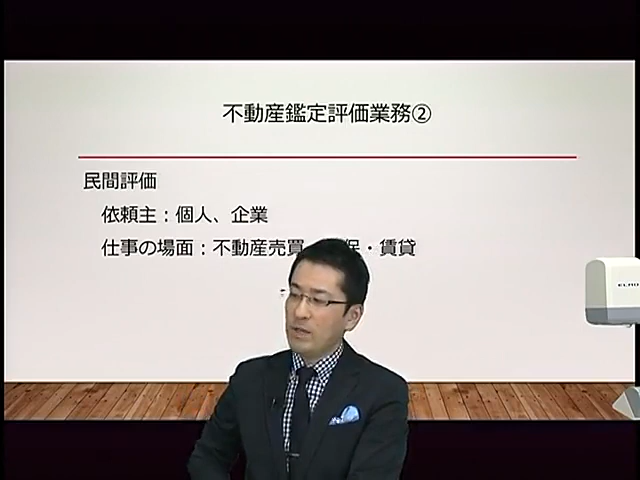 不動産鑑定評価業務②
民間評価
依頼主：個人、企業
仕事の場面：不動産売買 保・賃貸
ELMO